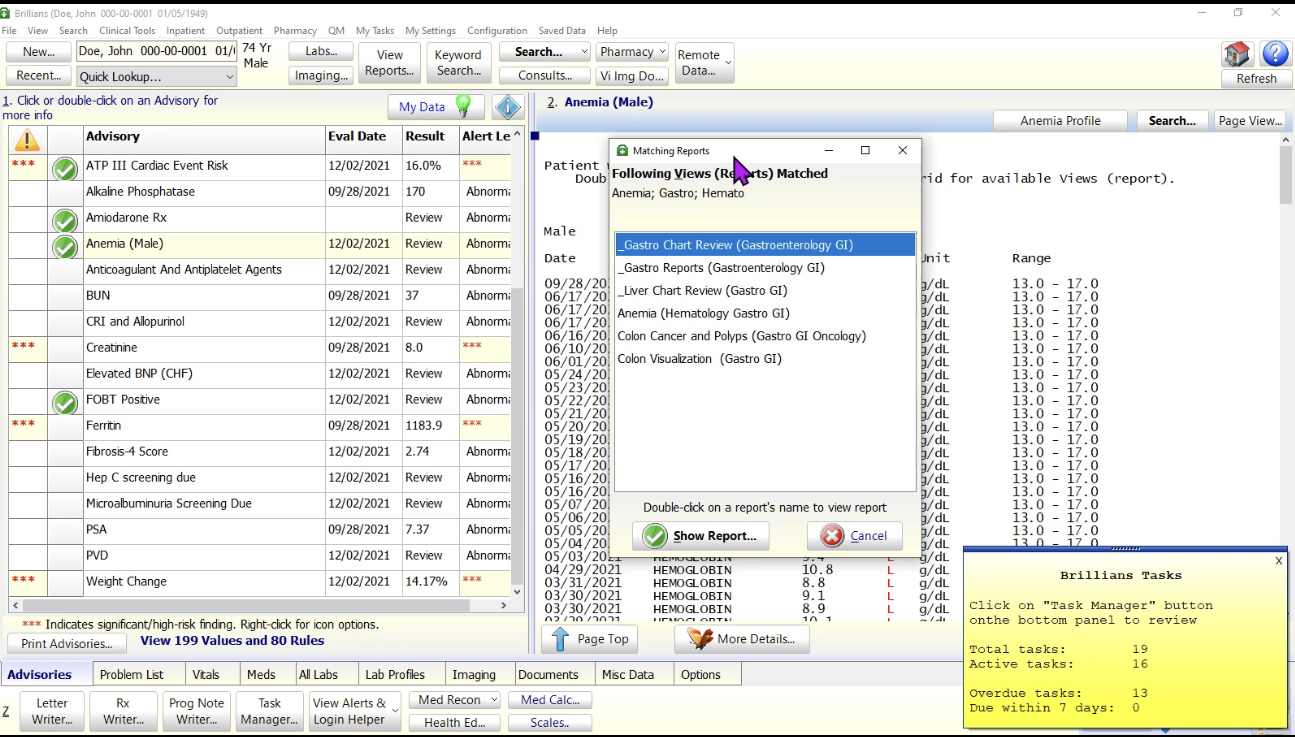 Brillians (Doe, John 000-00-0001 01/05/1949)
File View Search Clinical Tools Inpatient Outpatient Pharmacy QM My Tasks My Settings Configuration Saved Data Help
New... Doe, John 000-00-0001 01/ 74 Yr Male Labs... View Reports... Keyword Search... Search... Pharmacy Remote Data...
Recent... Quick Lookup... Imaging... Consults... Vi Img Do... Refresh
1. Click or double-click on an Advisory for more info
My Data
Advisory Eval Date Result Alert Le
*** ATP III Cardiac Event Risk 12/02/2021 16.0% ***
Alkaline Phosphatase 09/28/2021 170 Abnorma
Amiodarone Rx Review Abnorma
Anemia (Male) 12/02/2021 Review Abnorma
Anticoagulant And Antiplatelet Agents 12/02/2021 Review Abnorma
BUN 09/28/2021 37 Abnorma
CRI and Allopurinol 12/02/2021 Review Abnorma
*** Creatinine 09/28/2021 8.0 ***
Elevated BNP (CHF) 12/02/2021 Review Abnorma
FOBT Positive 12/02/2021 Review Abnorma
*** Ferritin 09/28/2021 1183.9 ***
Fibrosis-4 Score 12/02/2021 2.74 Abnorma
Hep C screening due 12/02/2021 Review Abnorma
Microalbuminuria Screening Due 12/02/2021 Review Abnorma
PSA 09/28/2021 7.37 Abnorma
PVD 12/02/2021 Review Abnorma
*** Weight Change 12/02/2021 14.17% ***
*** Indicates significant/high-risk finding. Right-click for icon options.
Print Advisories... View 199 Values and 80 Rules
2. Anemia (Male)
Anemia Profile Search... Page View...
Patient
Doub rid for available Views (report).
Male
Date Unit Range
09/28/20 g/dL 13.0 - 17.0
06/17/20 g/dL 13.0 - 17.0
06/17/20 g/dL 13.0 - 17.0
06/17/20 g/dL 13.0 - 17.0
06/16/20 g/dL 13.0 - 17.0
06/10/20 g/dL 13.0 - 17.0
06/01/20 g/dL 13.0 - 17.0
05/24/20 g/dL 13.0 - 17.0
05/23/20 g/dL 13.0 - 17.0
05/22/20 g/dL 13.0 - 17.0
05/21/20 g/dL 13.0 - 17.0
05/20/20 g/dL 13.0 - 17.0
05/19/20 g/dL 13.0 - 17.0
05/18/20 g/dL 13.0 - 17.0
05/17/20 g/dL 13.0 - 17.0
05/16/20 g/dL 13.0 - 17.0
05/16/20 g/dL 13.0 - 17.0
05/07/20 g/dL 13.0 - 17.0
05/06/20 g/dL 13.0 - 17.0
05/05/20 g/dL 13.0 - 17.0
05/04/20 g/dL 13.0 - 17.0
05/03/2021 HEMOGLOBIN 9.4 L g/dL
04/29/2021 HEMOGLOBIN 10.8 L g/dL
03/31/2021 HEMOGLOBIN 8.8 L g/dL
03/30/2021 HEMOGLOBIN 9.1 L g/dL
03/30/2021 HEMOGLOBIN 8.9 L g/dL
03/29/2021 HEMOGLOBIN 10.1 L g/dL
Page Top More Details...
Matching Reports
Following Views (Reports) Matched
Anemia; Gastro; Hemato
_Gastro Chart Review (Gastroenterology GI)
_Gastro Reports (Gastroenterology GI)
_Liver Chart Review (Gastro GI)
Anemia (Hematology Gastro GI)
Colon Cancer and Polyps (Gastro GI Oncology)
Colon Visualization (Gastro GI)
Double-click on a report's name to view report
Show Report... Cancel
Brillians Tasks
X
Click on "Task Manager" button
onthe bottom panel to review
Total tasks: 19
Active tasks: 16
Overdue tasks: 13
Due within 7 days: 0
Advisories Problem List Vitals Meds All Labs Lab Profiles Imaging Documents Misc Data Options
Z Letter Writer... Rx Writer... Prog Note Writer... Task Manager... View Alerts & Login Helper Med Recon Med Calc...
Health Ed... Scales..